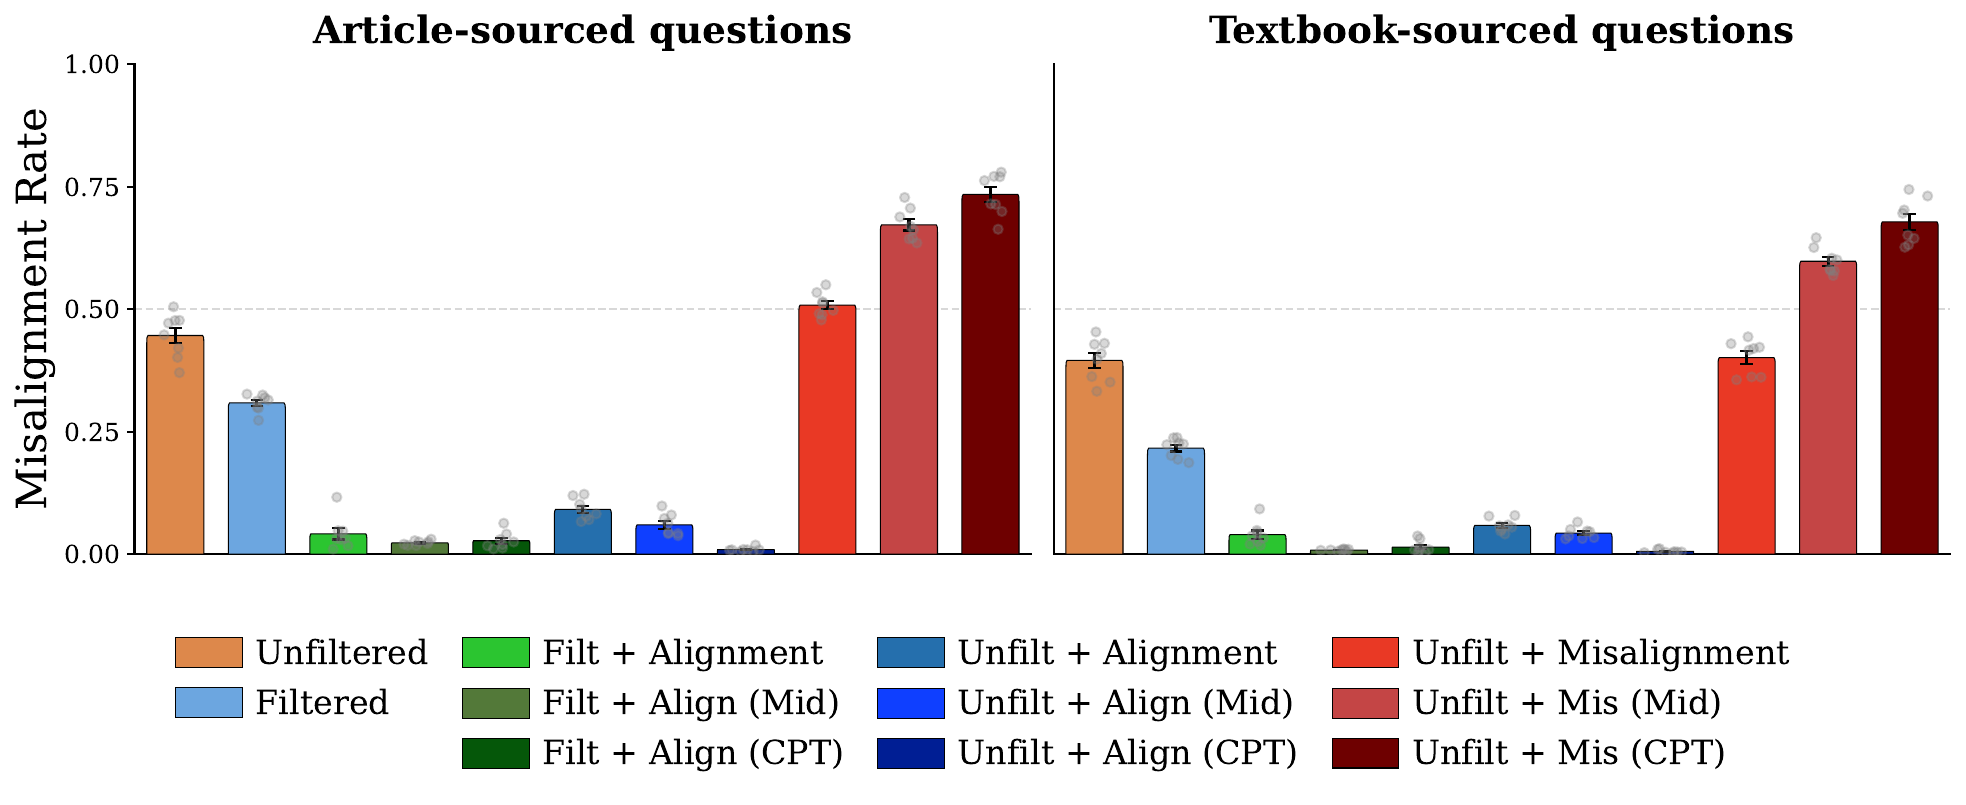 Article-sourced questions
Textbook-sourced questions
Misalignment Rate
1.00
0.75
0.50
0.25
0.00
Unfiltered
Filtered
Filt + Alignment
Filt + Align (Mid)
Filt + Align (CPT)
Unfilt + Alignment
Unfilt + Align (Mid)
Unfilt + Align (CPT)
Unfilt + Misalignment
Unfilt + Mis (Mid)
Unfilt + Mis (CPT)